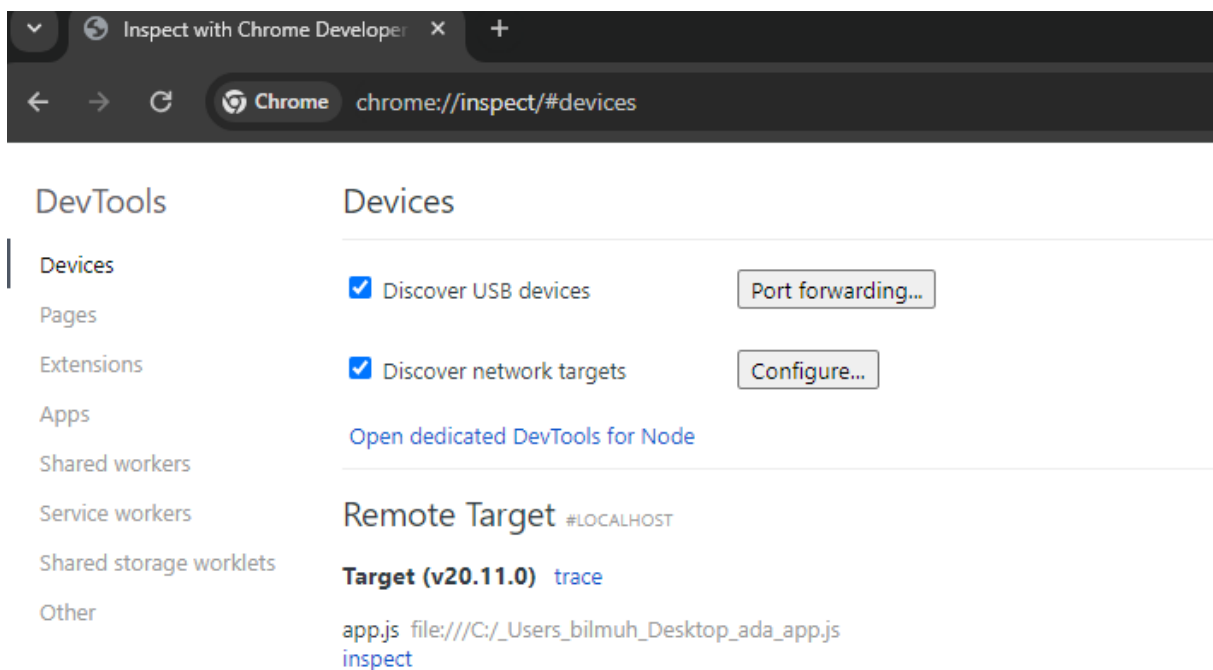 Inspect with Chrome Developer
Chrome chrome://inspect/#devices
DevTools
Devices
Pages
Extensions
Apps
Shared workers
Service workers
Shared storage worklets
Other
Devices
Discover USB devices Port forwarding...
Discover network targets Configure...
Open dedicated DevTools for Node
Remote Target #LOCALHOST
Target (v20.11.0) trace
app.js file:///C:/_Users_bilmuh_Desktop_ada_app.js
inspect